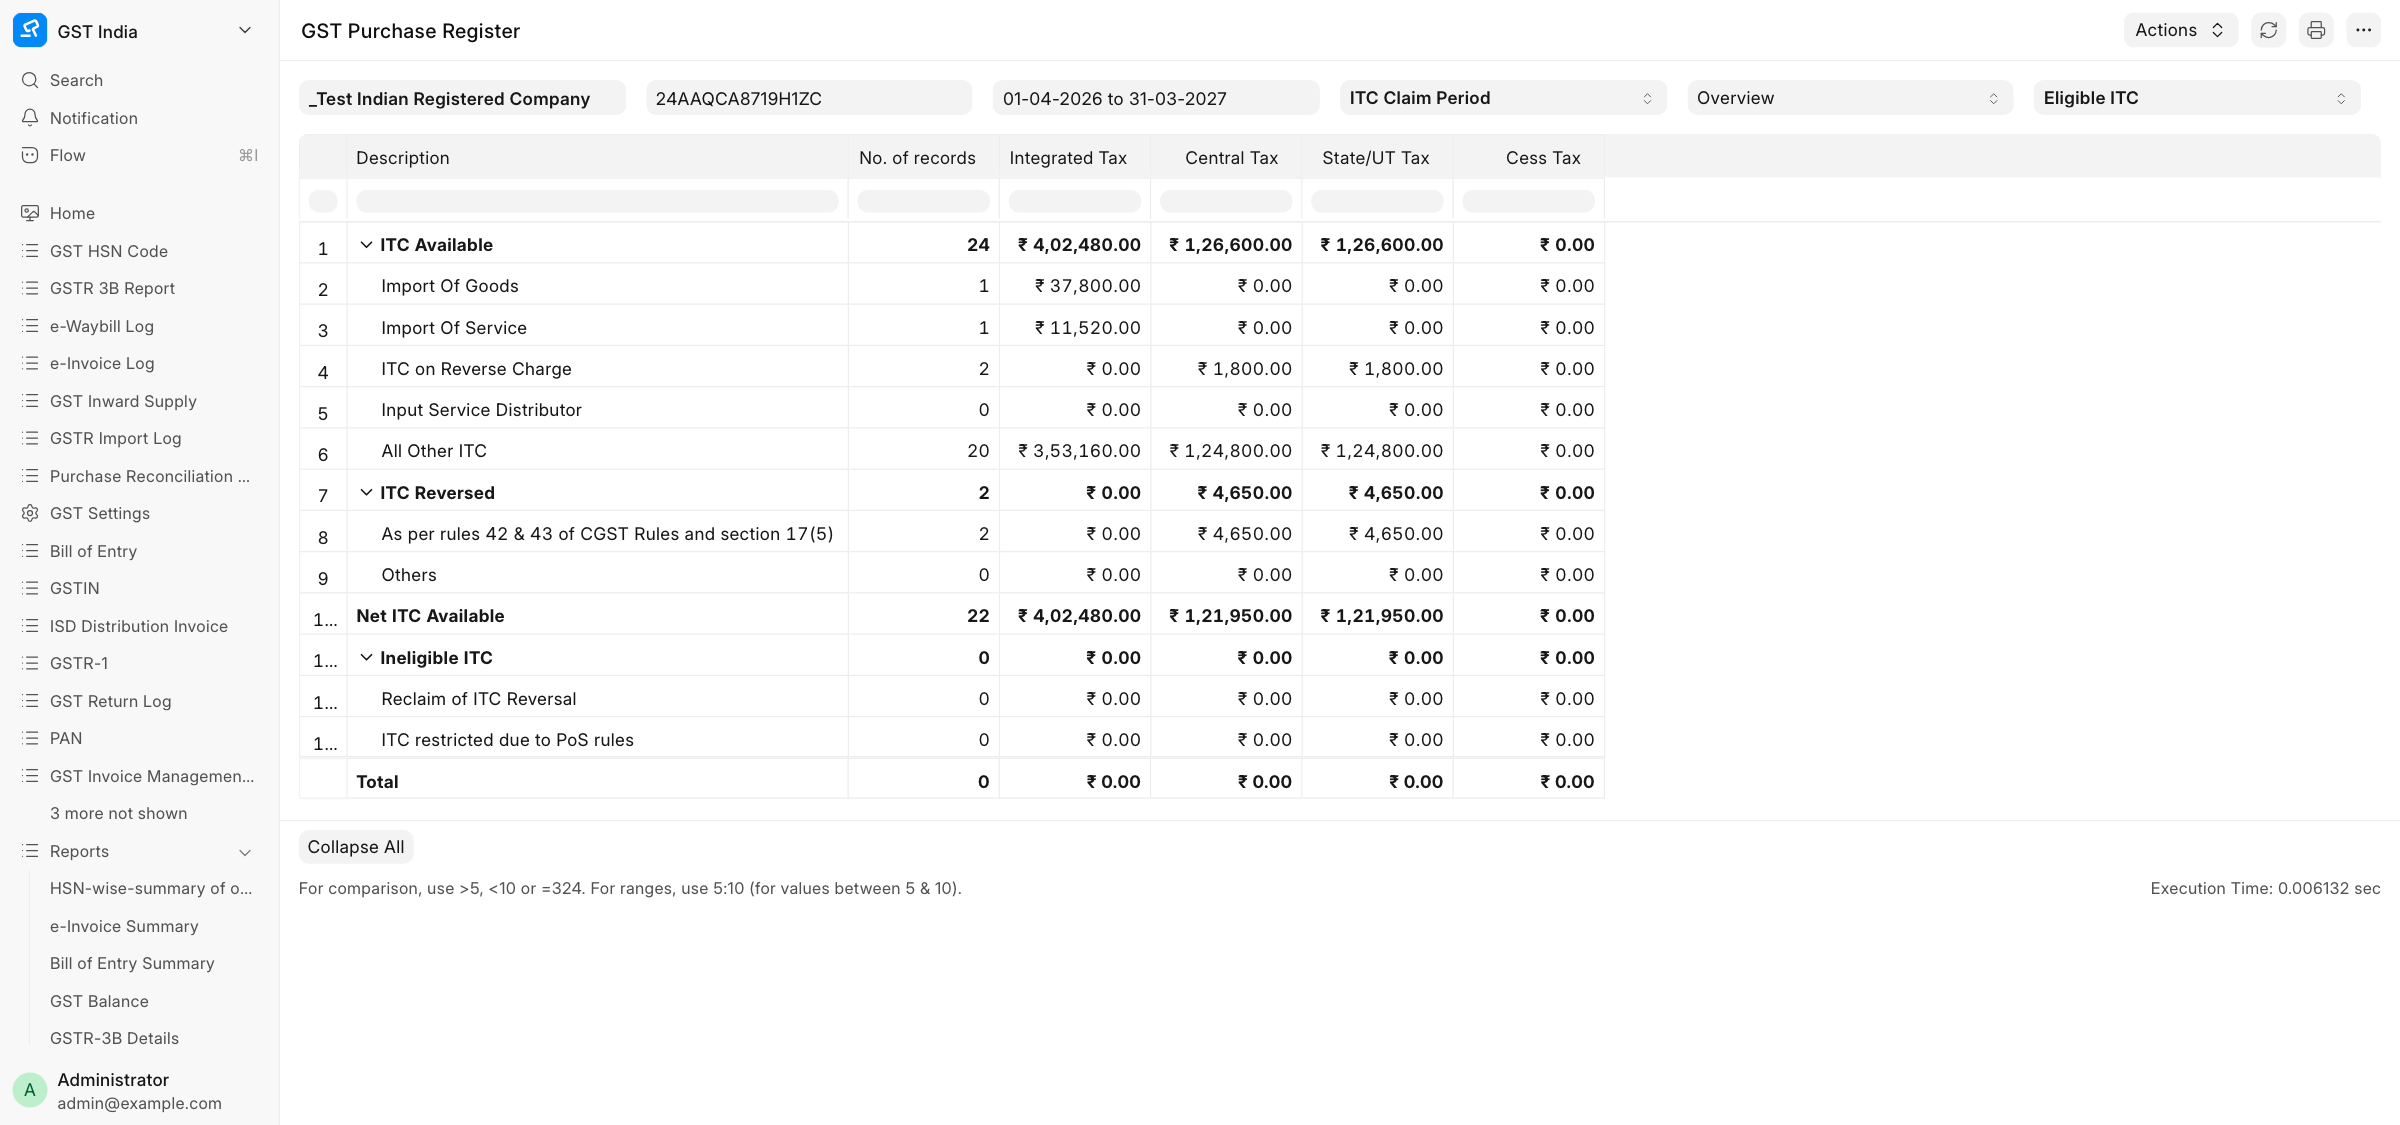 GST India
Search
Notification
Flow ⌘I
Home
GST HSN Code
GSTR 3B Report
e-Waybill Log
e-Invoice Log
GST Inward Supply
GSTR Import Log
Purchase Reconciliation ...
GST Settings
Bill of Entry
GSTIN
ISD Distribution Invoice
GSTR-1
GST Return Log
PAN
GST Invoice Managemen...
3 more not shown
Reports
HSN-wise-summary of o...
e-Invoice Summary
Bill of Entry Summary
GST Balance
GSTR-3B Details
A
Administrator
admin@example.com
GST Purchase Register
Actions
_Test Indian Registered Company 24AAQCA8719H1ZC 01-04-2026 to 31-03-2027 ITC Claim Period Overview Eligible ITC
Description No. of records Integrated Tax Central Tax State/UT Tax Cess Tax
1 ITC Available 24 ₹ 4,02,480.00 ₹ 1,26,600.00 ₹ 1,26,600.00 ₹ 0.00
2 Import Of Goods 1 ₹ 37,800.00 ₹ 0.00 ₹ 0.00 ₹ 0.00
3 Import Of Service 1 ₹ 11,520.00 ₹ 0.00 ₹ 0.00 ₹ 0.00
4 ITC on Reverse Charge 2 ₹ 0.00 ₹ 1,800.00 ₹ 1,800.00 ₹ 0.00
5 Input Service Distributor 0 ₹ 0.00 ₹ 0.00 ₹ 0.00 ₹ 0.00
6 All Other ITC 20 ₹ 3,53,160.00 ₹ 1,24,800.00 ₹ 1,24,800.00 ₹ 0.00
7 ITC Reversed 2 ₹ 0.00 ₹ 4,650.00 ₹ 4,650.00 ₹ 0.00
8 As per rules 42 & 43 of CGST Rules and section 17(5) 2 ₹ 0.00 ₹ 4,650.00 ₹ 4,650.00 ₹ 0.00
9 Others 0 ₹ 0.00 ₹ 0.00 ₹ 0.00 ₹ 0.00
1... Net ITC Available 22 ₹ 4,02,480.00 ₹ 1,21,950.00 ₹ 1,21,950.00 ₹ 0.00
1... Ineligible ITC 0 ₹ 0.00 ₹ 0.00 ₹ 0.00 ₹ 0.00
1... Reclaim of ITC Reversal 0 ₹ 0.00 ₹ 0.00 ₹ 0.00 ₹ 0.00
1... ITC restricted due to PoS rules 0 ₹ 0.00 ₹ 0.00 ₹ 0.00 ₹ 0.00
Total 0 ₹ 0.00 ₹ 0.00 ₹ 0.00 ₹ 0.00
Collapse All
For comparison, use >5, <10 or =324. For ranges, use 5:10 (for values between 5 & 10). Execution Time: 0.006132 sec